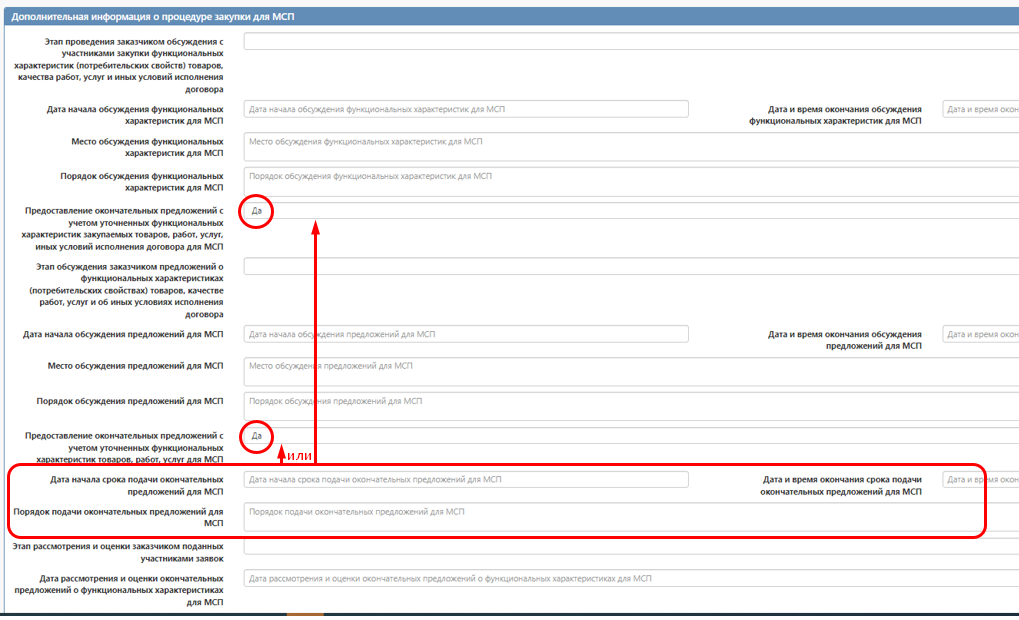 Дополнительная информация о процедуре закупки для МСП
Этап проведения заказчиком обсуждения с
участниками закупки функциональных
характеристик (потребительских свойств) товаров,
качества работ, услуг и иных условий исполнения
договора
Дата начала обсуждения функциональных
характеристик для МСП
Дата начала обсуждения функциональных характеристик для МСП
Дата и время окончания обсуждения
функциональных характеристик для МСП
Дата и время окон
Место обсуждения функциональных
характеристик для МСП
Место обсуждения функциональных характеристик для МСП
Порядок обсуждения функциональных
характеристик для МСП
Порядок обсуждения функциональных характеристик для МСП
Предоставление окончательных предложений с
учетом уточненных функциональных
характеристик закупаемых товаров, работ, услуг,
иных условий исполнения договора для МСП
Да
Этап обсуждения заказчиком предложений о
функциональных характеристиках
(потребительских свойствах) товаров, качестве
работ, услуг и об иных условиях исполнения
договора
Дата начала обсуждения предложений для МСП
Дата начала обсуждения предложений для МСП
Дата и время окончания обсуждения
предложений для МСП
Дата и время окон
Место обсуждения предложений для МСП
Место обсуждения предложений для МСП
Порядок обсуждения предложений для МСП
Порядок обсуждения предложений для МСП
Предоставление окончательных предложений с
учетом уточненных функциональных
характеристик товаров, работ, услуг для МСП
Да
или
Дата начала срока подачи окончательных
предложений для МСП
Дата начала срока подачи окончательных предложений для МСП
Дата и время окончания срока подачи
окончательных предложений для МСП
Дата и время окон
Порядок подачи окончательных предложений для
МСП
Порядок подачи окончательных предложений для МСП
Этап рассмотрения и оценки заказчиком поданных
участниками заявок
Дата рассмотрения и оценки окончательных
предложений о функциональных характеристиках
для МСП
Дата рассмотрения и оценки окончательных предложений о функциональных характеристиках для МСП